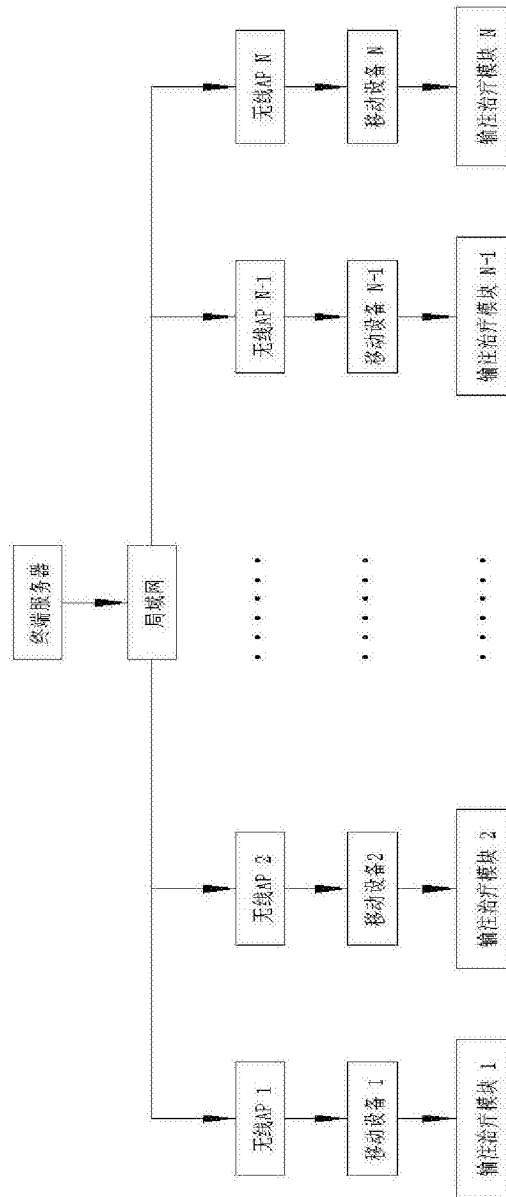 终端服务器
局域网
无线AP 1
无线AP 2
无线AP N-1
无线AP N
移动设备 1
移动设备2
移动设备 N-1
移动设备 N
输注治疗模块 1
输注治疗模块 2
输注治疗模块 N-1
输注治疗模块 N